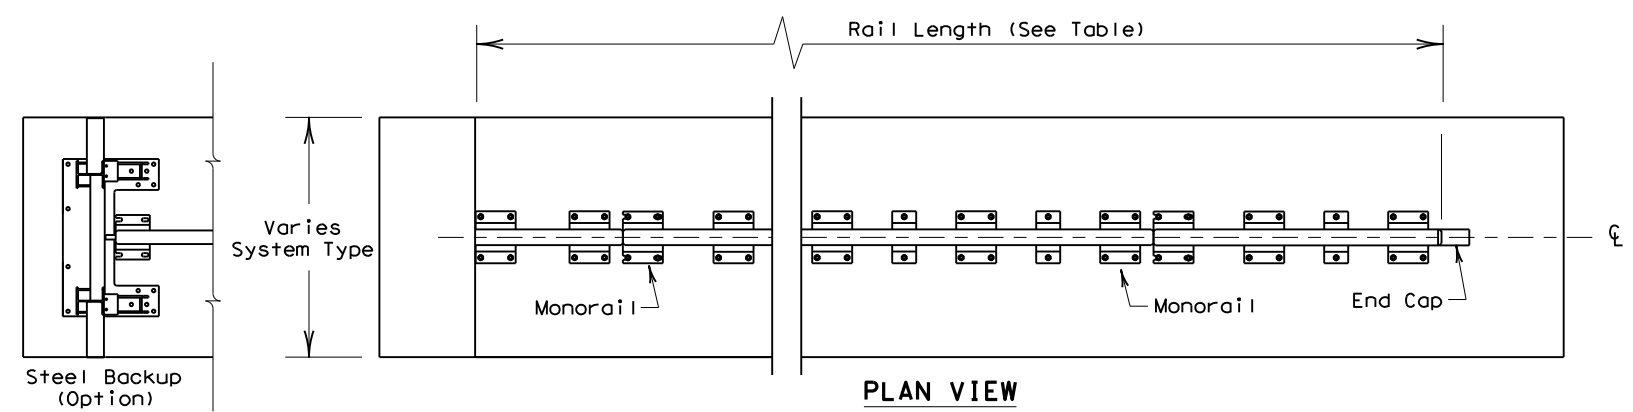 Rail Length (See Table)
Varies
System Type
℄
Monorail
Monorail
End Cap
Steel Backup
(Option)
PLAN VIEW